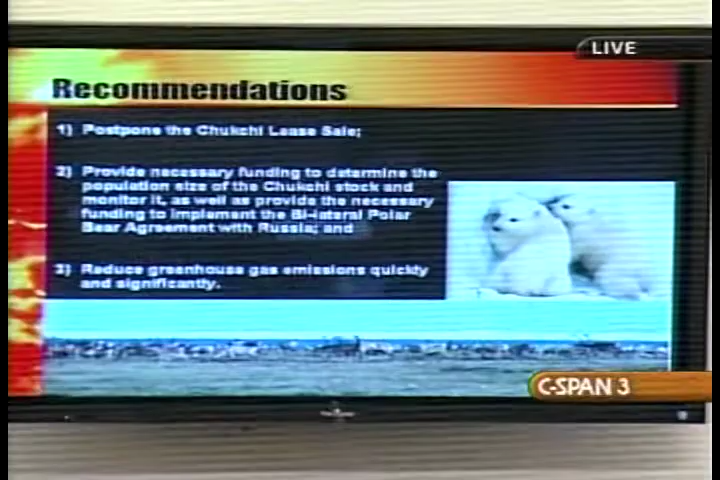 LIVE
Recommendations
1) Postpone the Chukchi Lease Sale;
2) Provide necessary funding to determine the
population size of the Chukchi stock and
monitor it, as well as provide the necessary
funding to implement the Bi-lateral Polar
Bear Agreement with Russia; and
3) Reduce greenhouse gas emissions quickly
and significantly.
C-SPAN 3